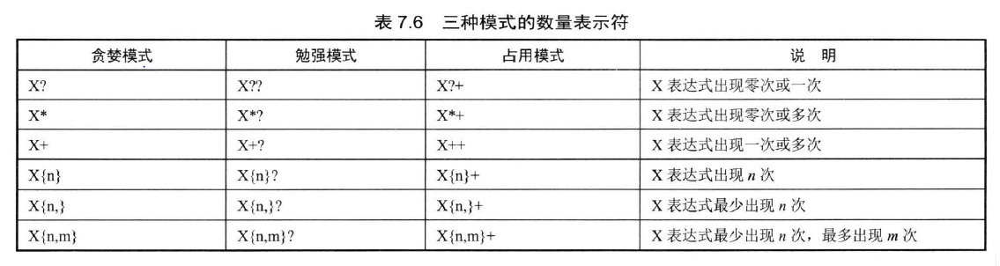 表 7.6 三种模式的数量表示符
贪婪模式 勉强模式 占用模式 说 明
X? X?? X?+ X 表达式出现零次或一次
X* X*? X*+ X 表达式出现零次或多次
X+ X+? X++ X 表达式出现一次或多次
X{n} X{n}? X{n}+ X 表达式出现 n 次
X{n,} X{n,}? X{n,}+ X 表达式最少出现 n 次
X{n,m} X{n,m}? X{n,m}+ X 表达式最少出现 n 次，最多出现 m 次